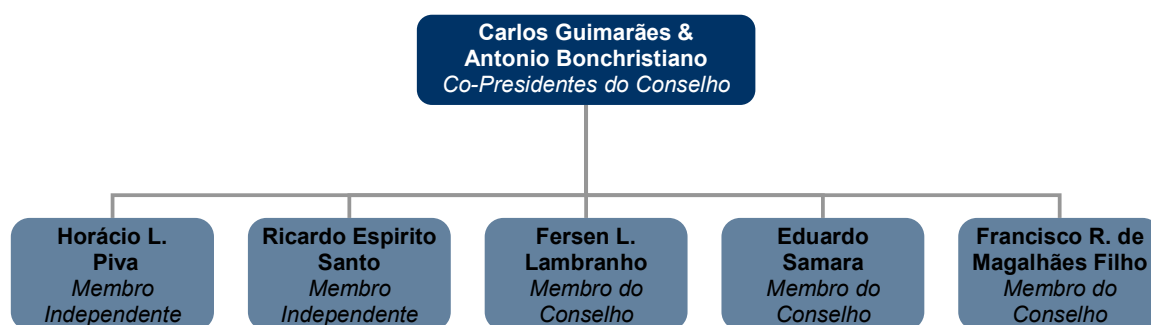 Carlos Guimarães &
Antonio Bonchristiano
Co-Presidentes do Conselho
Horácio L.
Piva
Membro
Independente
Ricardo Espirito
Santo
Membro
Independente
Fersen L.
Lambranho
Membro do
Conselho
Eduardo
Samara
Membro do
Conselho
Francisco R. de
Magalhães Filho
Membro do
Conselho